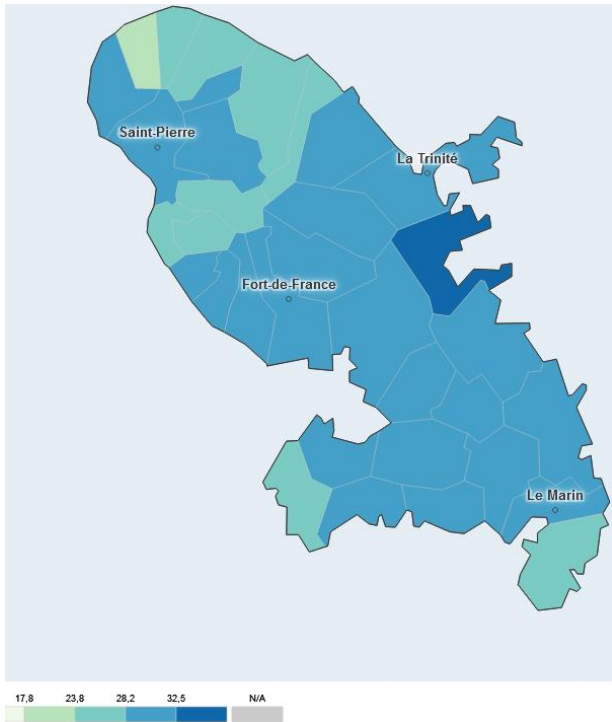 Saint-Pierre
La Trinité
Fort-de-France
Le Marin
17,8 23,8 28,2 32,5 N/A